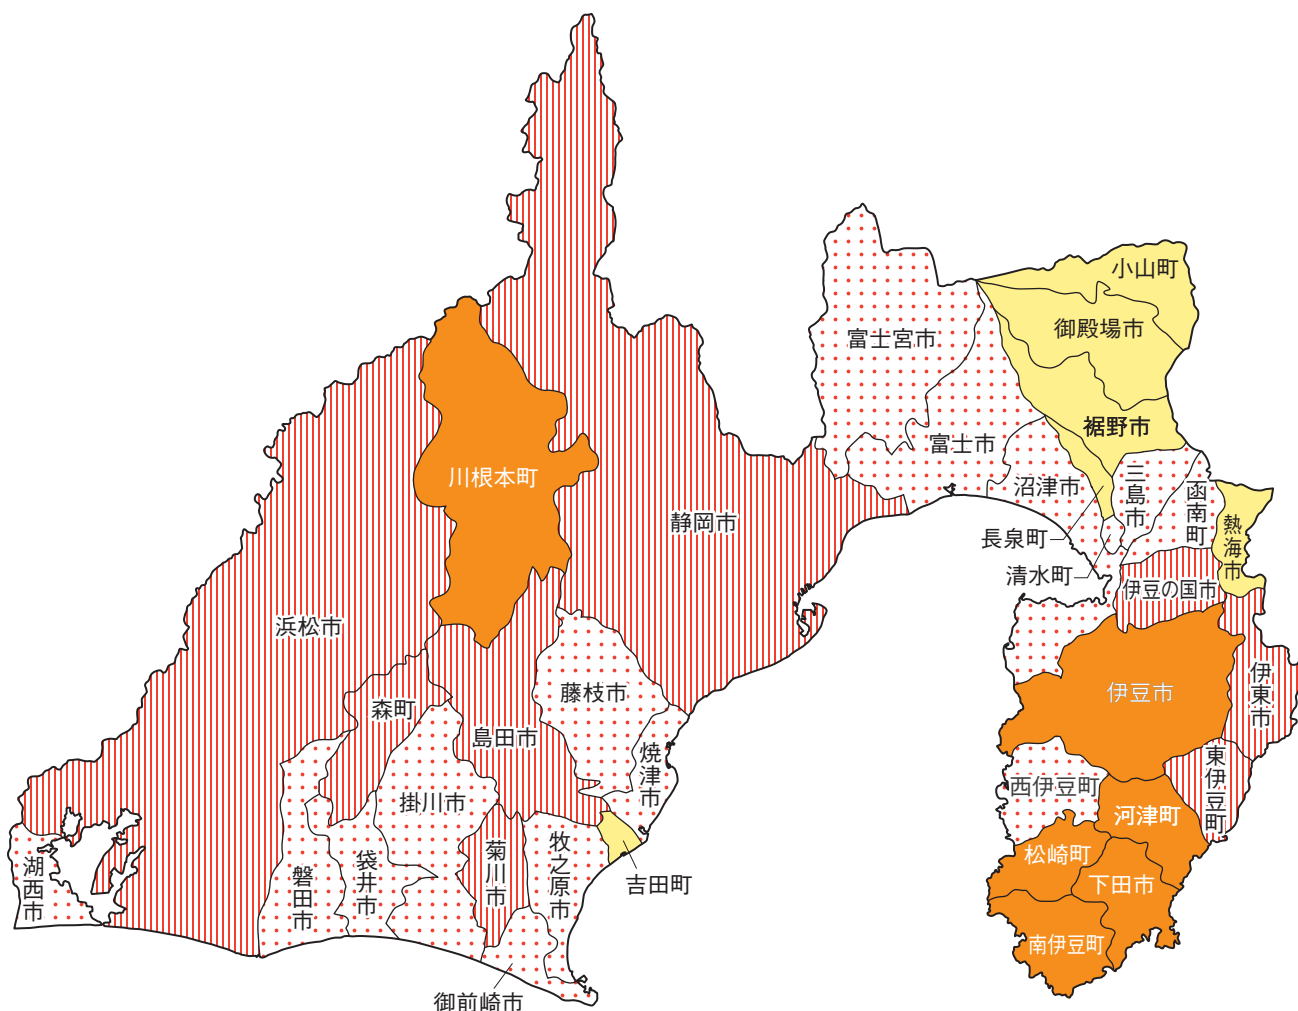 小山町
御殿場市
富士宮市
裾野市
富士市
川根本町
三島市
沼津市
函南町
静岡市
熱海市
長泉町
清水町
伊豆の国市
浜松市
伊豆市
藤枝市
伊東市
森町
島田市
焼津市
東伊豆町
西伊豆町
掛川市
河津町
牧之原市
菊川市
袋井市
湖西市
松崎町
磐田市
吉田町
下田市
南伊豆町
御前崎市